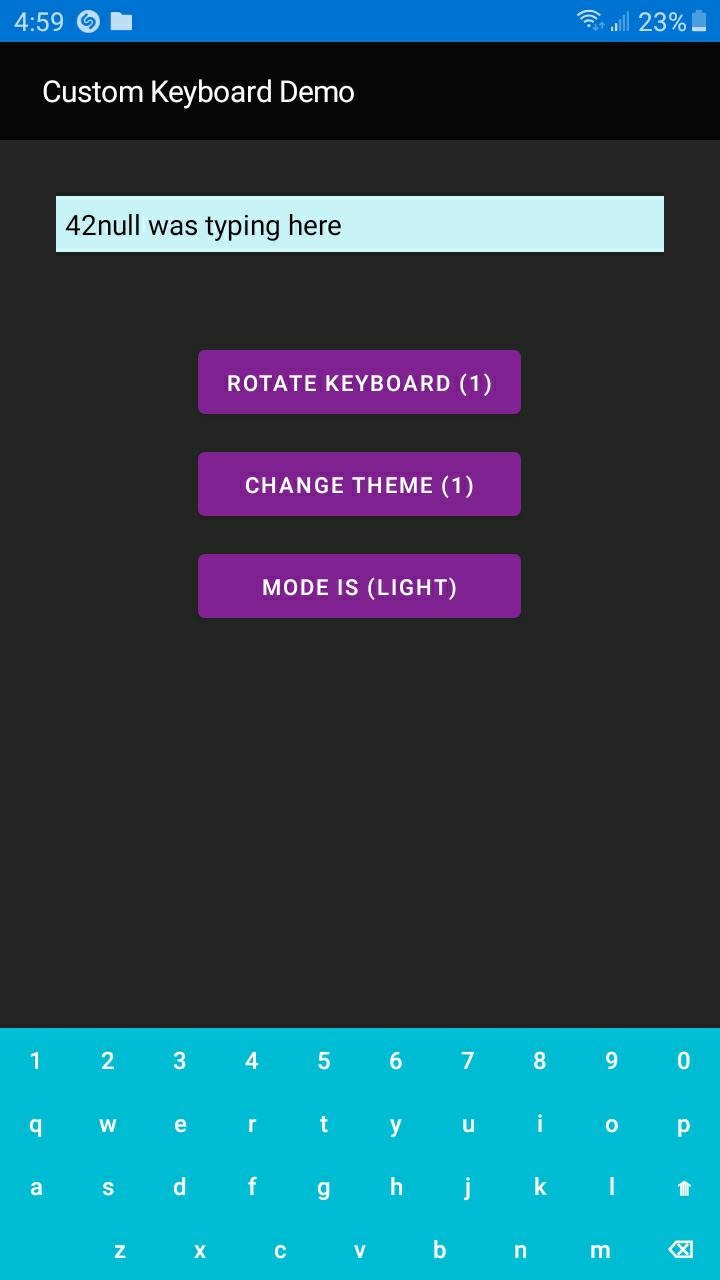 4:59 23%
Custom Keyboard Demo
42null was typing here
ROTATE KEYBOARD (1)
CHANGE THEME (1)
MODE IS (LIGHT)
1 2 3 4 5 6 7 8 9 0
q w e r t y u i o p
a s d f g h j k l
z x c v b n m